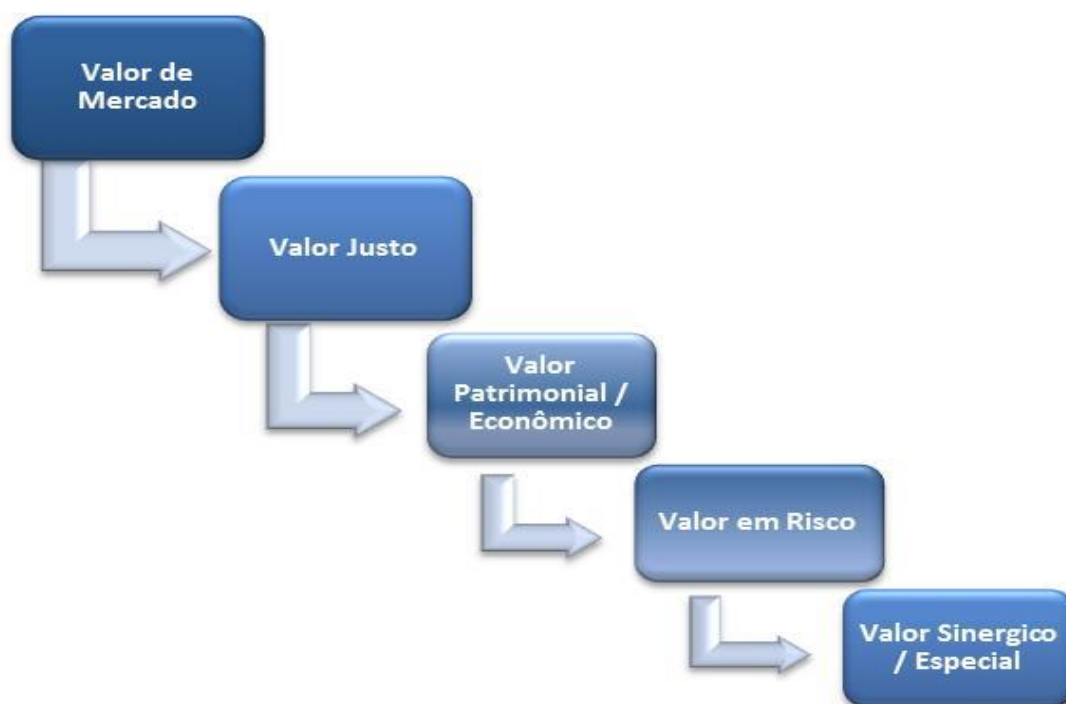 Valor de
Mercado
Valor Justo
Valor
Patrimonial /
Econômico
Valor em Risco
Valor Sinergico
/ Especial